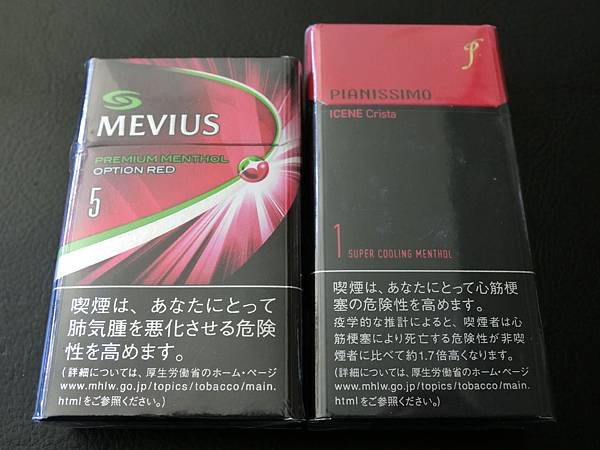 MEVIUS
PREMIUM MENTHOL
OPTION RED
5
喫煙は、あなたにとって
肺気腫を悪化させる危険
性を高めます。
(詳細については、厚生労働省のホーム・ページ
www.mhlw.go.jp/topics/tobacco/main.
htmlをご参照ください。)
PIANISSIMO
ICENE Crista
1 SUPER COOLING MENTHOL
喫煙は、あなたにとって心筋梗
塞の危険性を高めます。
疫学的な推計によると、喫煙者は心
筋梗塞により死亡する危険性が非喫
煙者に比べて約1.7倍高くなります。
(詳細については、厚生労働省のホーム・ページ
www.mhlw.go.jp/topics/tobacco/main.
htmlをご参照ください。)